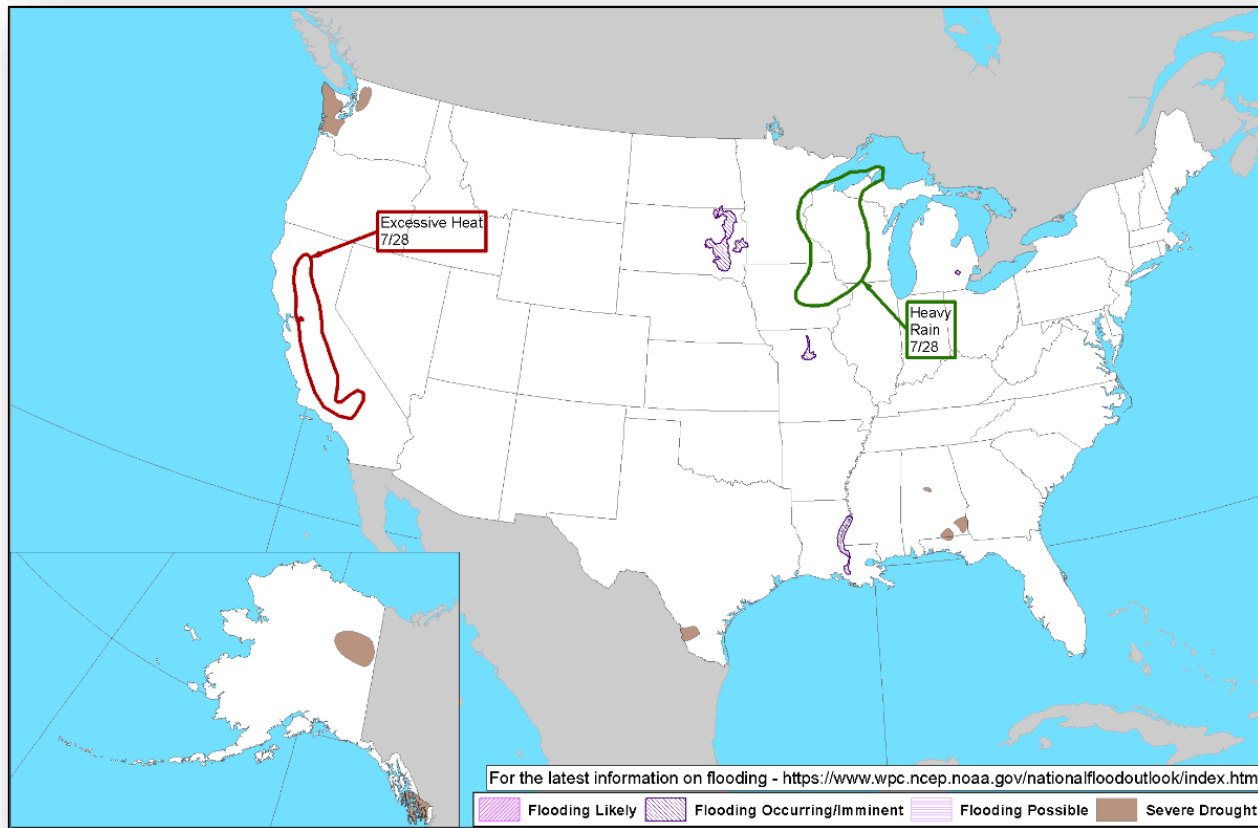 Excessive Heat
7/28
Heavy
Rain
7/28
For the latest information on flooding - https://www.wpc.ncep.noaa.gov/nationalfloodoutlook/index.htm
Flooding Likely
Flooding Occurring/Imminent
Flooding Possible
Severe Drought